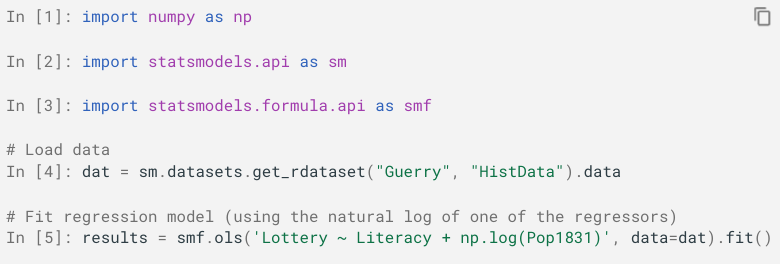 In [1]: import numpy as np
In [2]: import statsmodels.api as sm
In [3]: import statsmodels.formula.api as smf
# Load data
In [4]: dat = sm.datasets.get_rdataset("Guerry", "HistData").data
# Fit regression model (using the natural log of one of the regressors)
In [5]: results = smf.ols('Lottery ~ Literacy + np.log(Pop1831)', data=dat).fit()